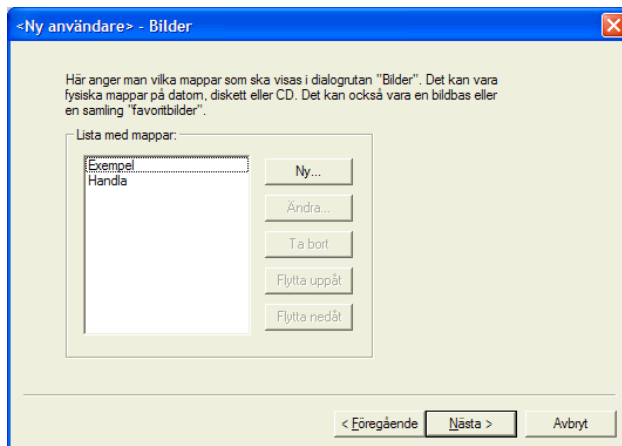 <Ny användare> - Bilder
Här anger man vilka mappar som ska visas i dialogrutan "Bilder". Det kan vara
fysiska mappar på datorn, diskett eller CD. Det kan också vara en bildbas eller
en samling "favoritbilder".
Lista med mappar:
Exempel
Handla
Ny...
Ändra...
Ta bort
Flytta uppåt
Flytta nedåt
< Föregående
Nästa >
Avbryt